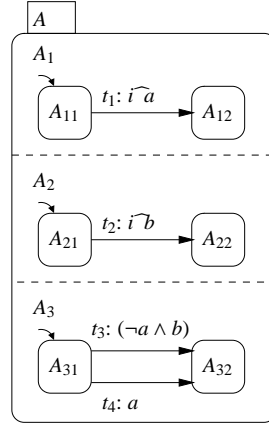 A
A₁
t₁: i͡ a
A₁₁
A₁₂
A₂
t₂: i͡ b
A₂₁
A₂₂
A₃
t₃: (¬a ∧ b)
A₃₁
A₃₂
t₄: a